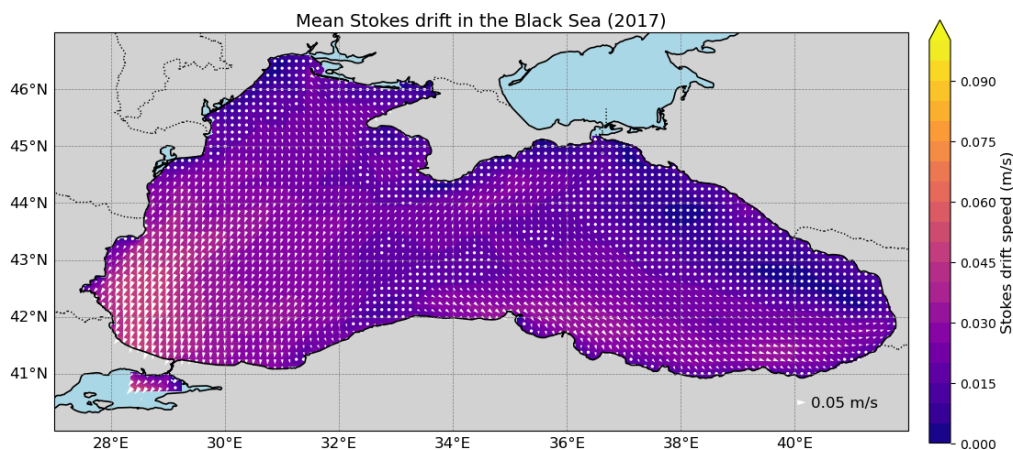 Mean Stokes drift in the Black Sea (2017)
46°N
45°N
44°N
43°N
42°N
41°N
28°E
30°E
32°E
34°E
36°E
38°E
40°E
0.05 m/s
0.090
0.075
0.060
0.045
0.030
0.015
0.000
Stokes drift speed (m/s)